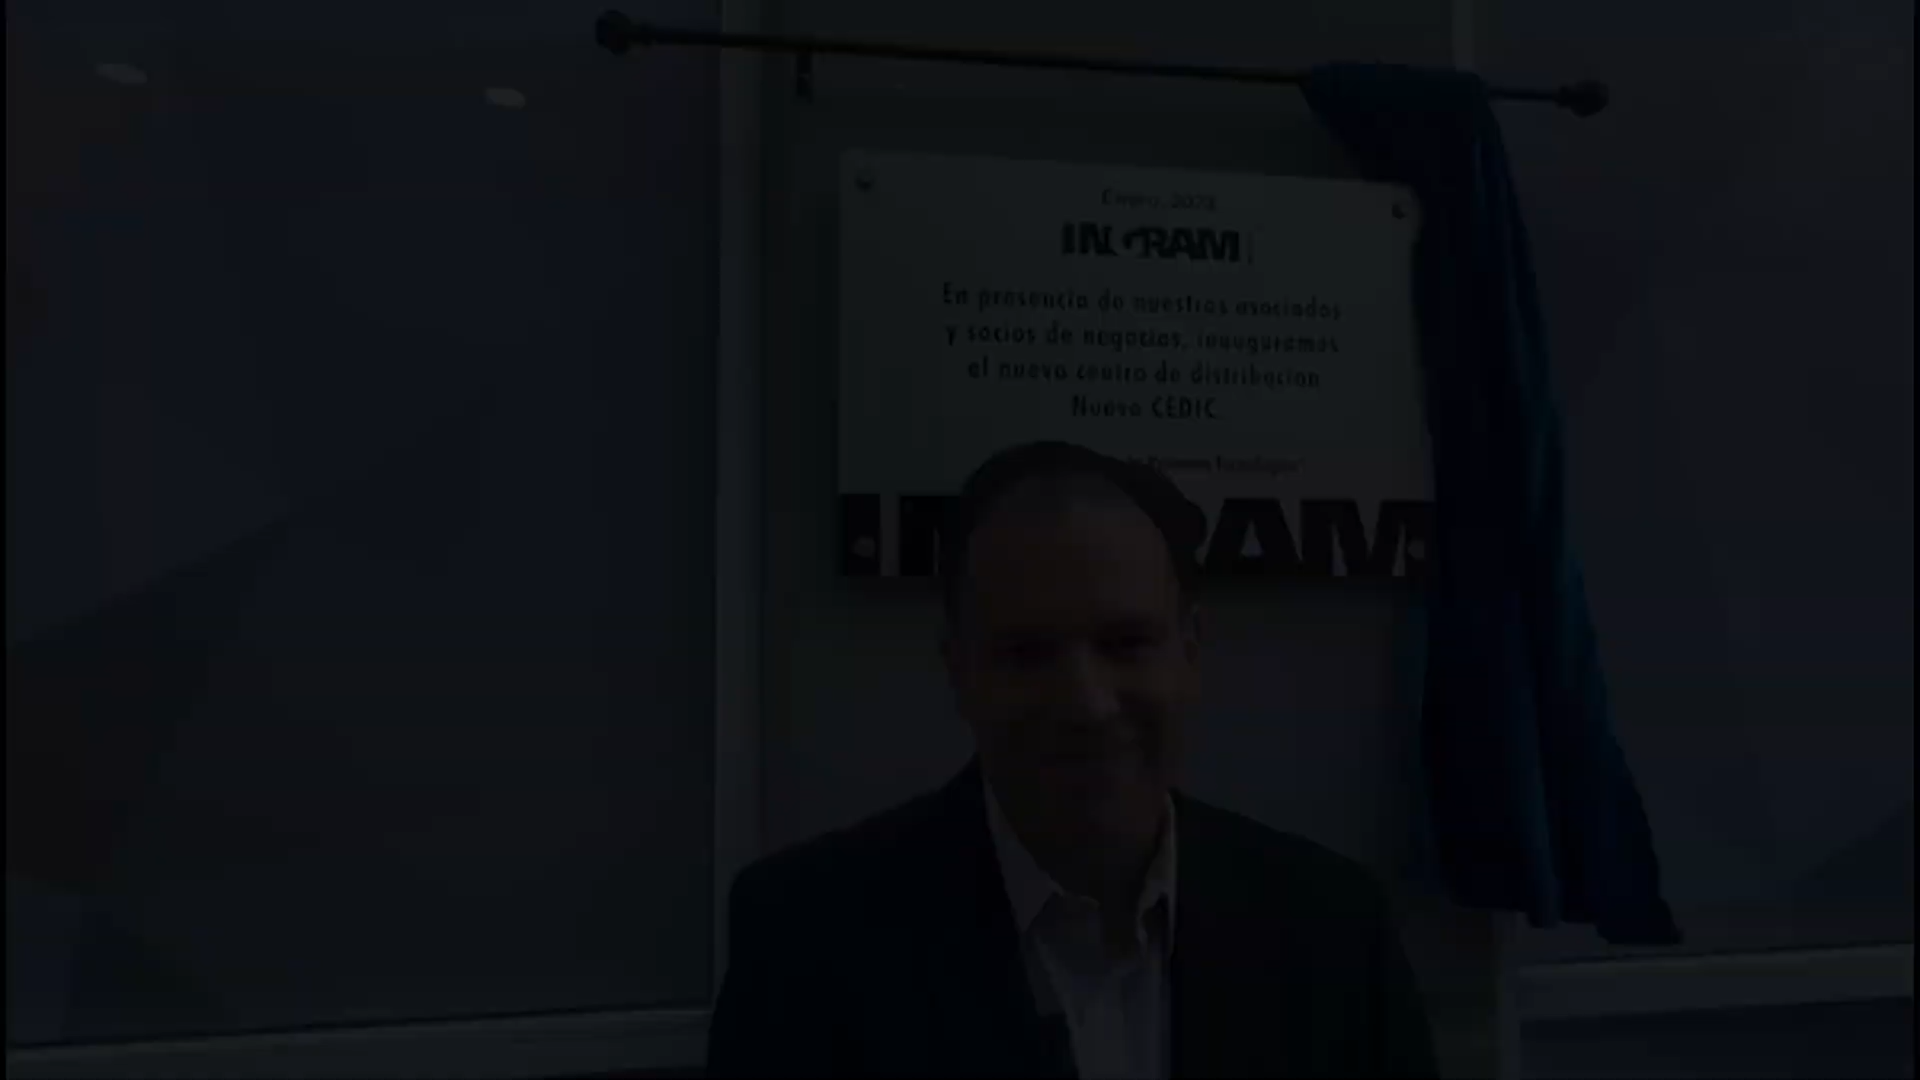 Enero, 2023
INGRAM
En presencia de nuestros asociados
y socios de negocios, inauguramos
el nuevo centro de distribución
Nuevo CEDIC.
RAM